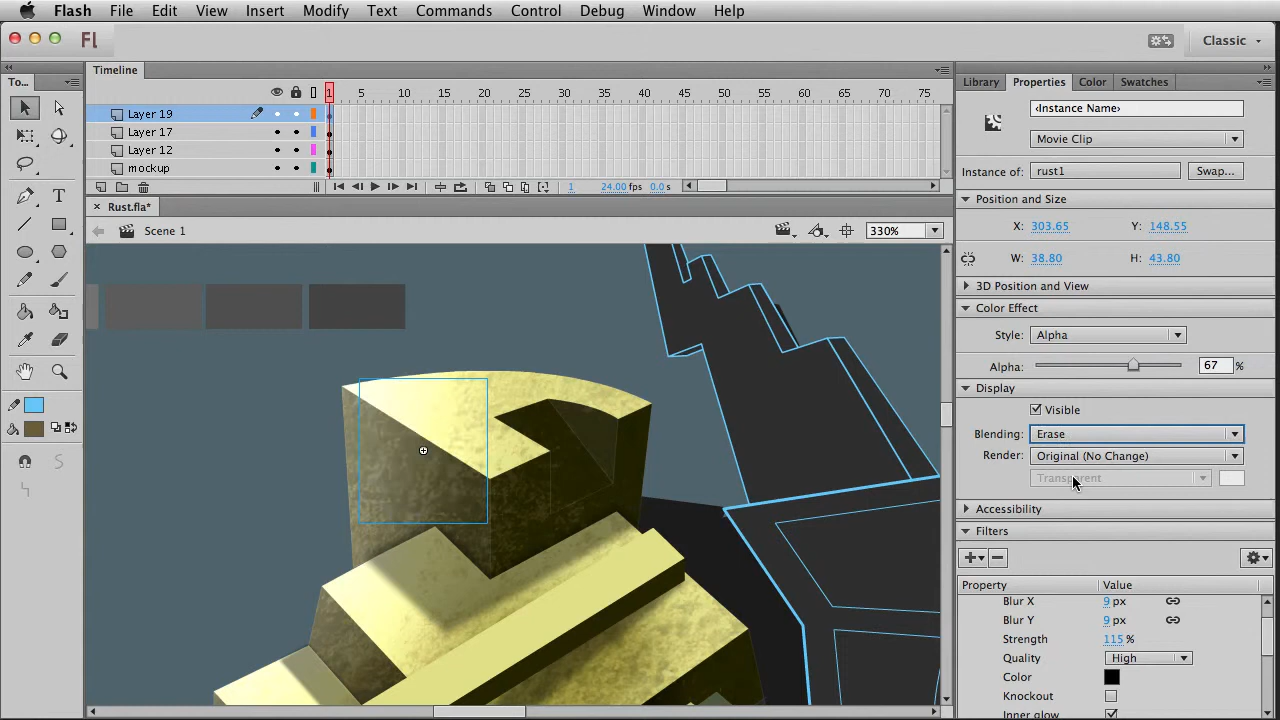 Flash File Edit View Insert Modify Text Commands Control Debug Window Help
Fl Classic
To... Timeline Library Properties Color Swatches
1 5 10 15 20 25 30 35 40 45 50 55 60 65 70 75
Layer 19
Layer 17
Layer 12
mockup
1 24.00 fps 0.0 s
Rust.fla*
Scene 1 330%
<Instance Name>
Movie Clip
Instance of: rust1 Swap...
Position and Size
X: 303.65 Y: 148.55
W: 38.80 H: 43.80
3D Position and View
Color Effect
Style: Alpha
Alpha: 67 %
Display
Visible
Blending: Erase
Render: Original (No Change)
Transparent
Accessibility
Filters
Property Value
Blur X 9 px
Blur Y 9 px
Strength 115 %
Quality High
Color
Knockout
Inner glow